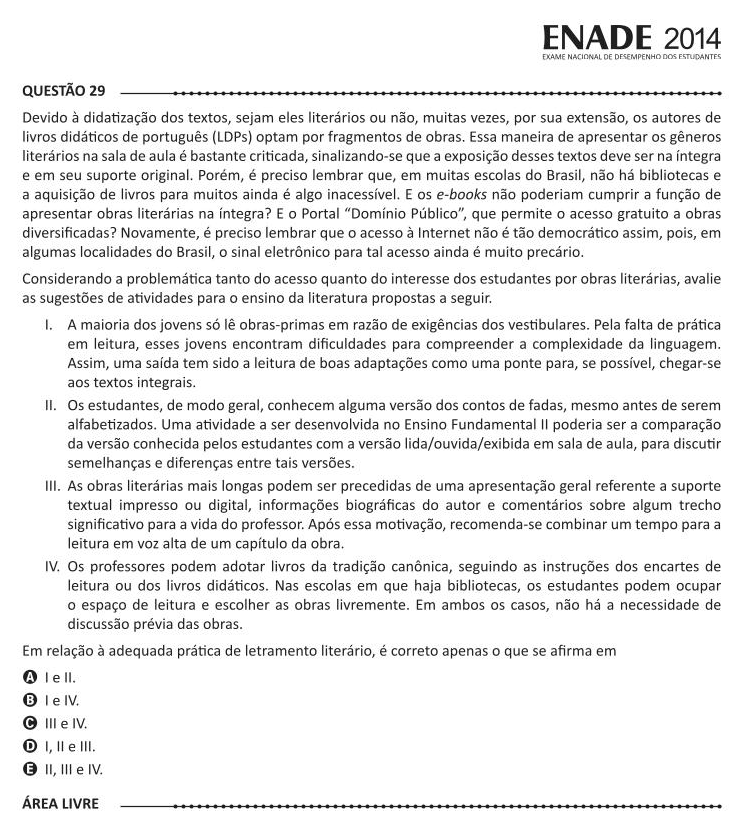 ENADE 2014
EXAME NACIONAL DE DESEMPENHO DOS ESTUDANTES
QUESTÃO 29
Devido à didatização dos textos, sejam eles literários ou não, muitas vezes, por sua extensão, os autores de
livros didáticos de português (LDPs) optam por fragmentos de obras. Essa maneira de apresentar os gêneros
literários na sala de aula é bastante criticada, sinalizando-se que a exposição desses textos deve ser na íntegra
e em seu suporte original. Porém, é preciso lembrar que, em muitas escolas do Brasil, não há bibliotecas e
a aquisição de livros para muitos ainda é algo inacessível. E os e-books não poderiam cumprir a função de
apresentar obras literárias na íntegra? E o Portal “Domínio Público”, que permite o acesso gratuito a obras
diversificadas? Novamente, é preciso lembrar que o acesso à Internet não é tão democrático assim, pois, em
algumas localidades do Brasil, o sinal eletrônico para tal acesso ainda é muito precário.
Considerando a problemática tanto do acesso quanto do interesse dos estudantes por obras literárias, avalie
as sugestões de atividades para o ensino da literatura propostas a seguir.
I. A maioria dos jovens só lê obras-primas em razão de exigências dos vestibulares. Pela falta de prática
em leitura, esses jovens encontram dificuldades para compreender a complexidade da linguagem.
Assim, uma saída tem sido a leitura de boas adaptações como uma ponte para, se possível, chegar-se
aos textos integrais.
II. Os estudantes, de modo geral, conhecem alguma versão dos contos de fadas, mesmo antes de serem
alfabetizados. Uma atividade a ser desenvolvida no Ensino Fundamental II poderia ser a comparação
da versão conhecida pelos estudantes com a versão lida/ouvida/exibida em sala de aula, para discutir
semelhanças e diferenças entre tais versões.
III. As obras literárias mais longas podem ser precedidas de uma apresentação geral referente a suporte
textual impresso ou digital, informações biográficas do autor e comentários sobre algum trecho
significativo para a vida do professor. Após essa motivação, recomenda-se combinar um tempo para a
leitura em voz alta de um capítulo da obra.
IV. Os professores podem adotar livros da tradição canônica, seguindo as instruções dos encartes de
leitura ou dos livros didáticos. Nas escolas em que haja bibliotecas, os estudantes podem ocupar
o espaço de leitura e escolher as obras livremente. Em ambos os casos, não há a necessidade de
discussão prévia das obras.
Em relação à adequada prática de letramento literário, é correto apenas o que se afirma em
A I e II.
B I e IV.
C III e IV.
D I, II e III.
E II, III e IV.
ÁREA LIVRE